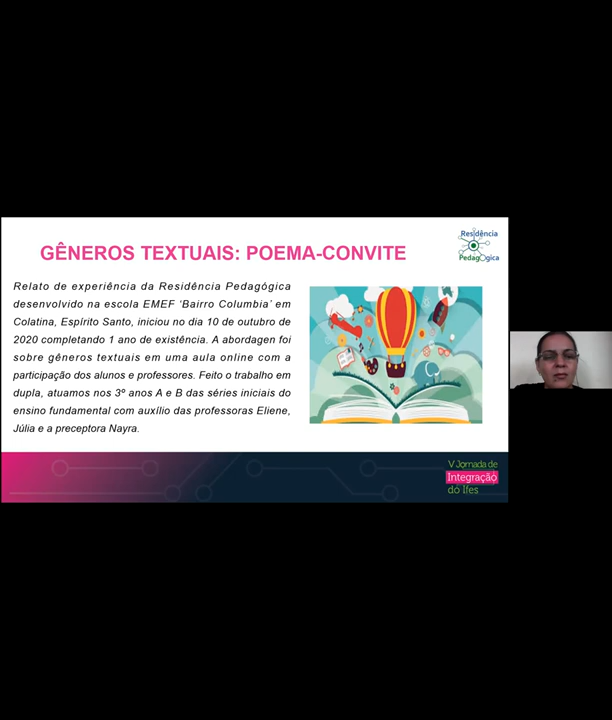 Residência
Pedagógica
GÊNEROS TEXTUAIS: POEMA-CONVITE
Relato de experiência da Residência Pedagógica
desenvolvido na escola EMEF ‘Bairro Columbia’ em
Colatina, Espírito Santo, iniciou no dia 10 de outubro de
2020 completando 1 ano de existência. A abordagen foi
sobre gêneros textuais em uma aula online com a
participação dos alunos e professores. Feito o trabalho em
dupla, atuamos nos 3º anos A e B das séries iniciais do
ensino fundamental com auxílio das professoras Eliene,
Júlia e a preceptora Nayra.
V Jornada de
Integração
do Ifes